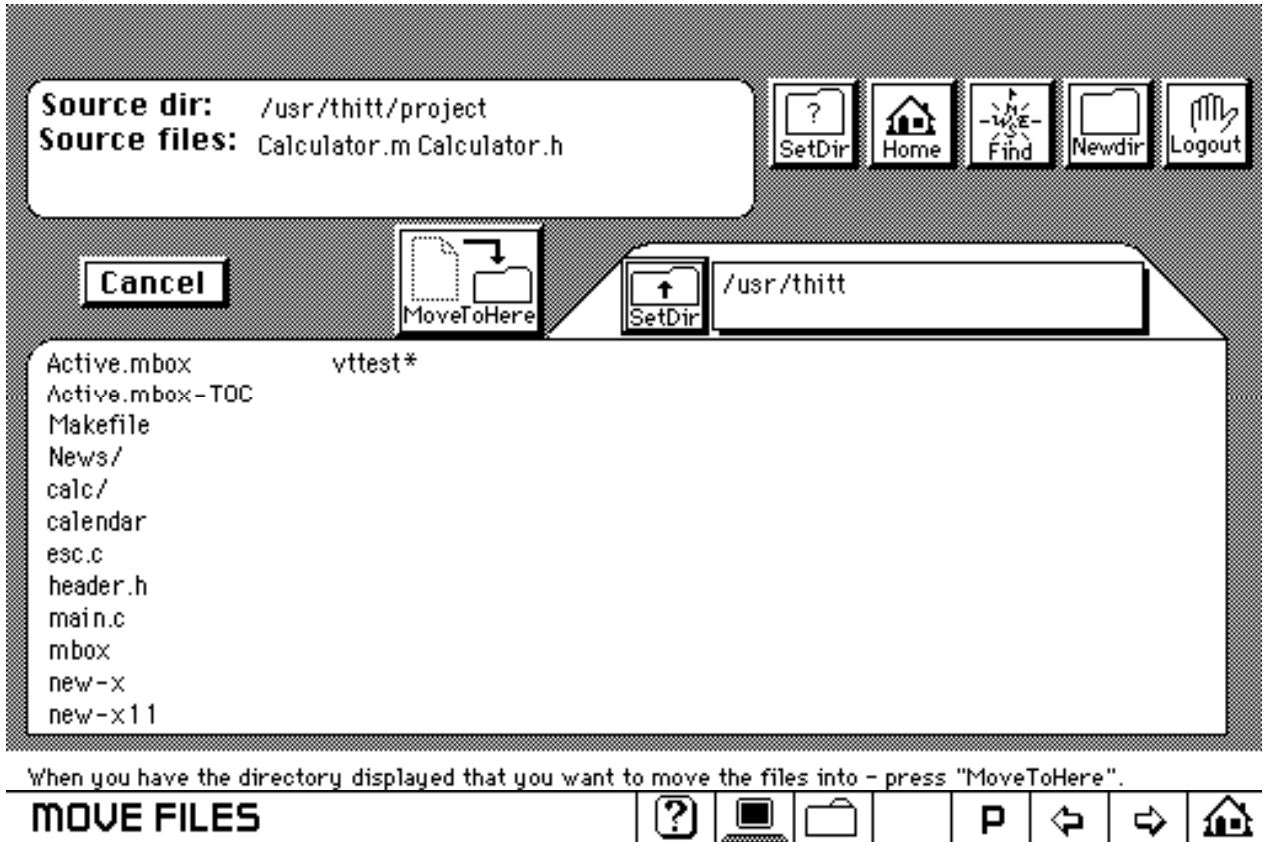 Source dir: /usr/thitt/project
Source files: Calculator.m Calculator.h
?
SetDir
Home
N
W E
S
Find
Newdir
Logout
Cancel
MoveToHere
SetDir
/usr/thitt
Active.mbox vttest*
Active.mbox-TOC
Makefile
News/
calc/
calendar
esc.c
header.h
main.c
mbox
new-x
new-x11
When you have the directory displayed that you want to move the files into - press "MoveToHere".
MOVE FILES ? P